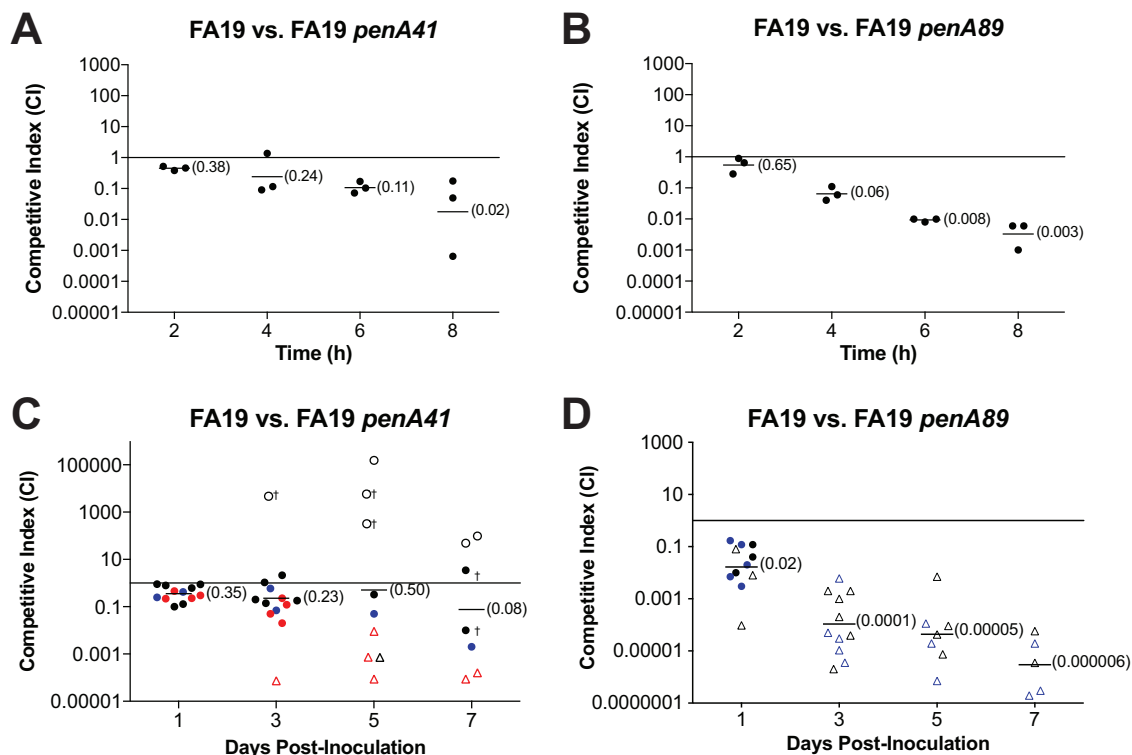 A
FA19 vs. FA19 penA41
Competitive Index (CI)
1000
100
10
1
0.1
0.01
0.001
0.0001
0.00001
(0.38)
(0.24)
(0.11)
(0.02)
2 4 6 8
Time (h)
B
FA19 vs. FA19 penA89
Competitive Index (CI)
1000
100
10
1
0.1
0.01
0.001
0.0001
0.00001
(0.65)
(0.06)
(0.008)
(0.003)
2 4 6 8
Time (h)
C
FA19 vs. FA19 penA41
Competitive Index (CI)
100000
1000
10
0.1
0.001
0.00001
†
†
†
†
†
(0.35)
(0.23)
(0.50)
(0.08)
1 3 5 7
Days Post-Inoculation
D
FA19 vs. FA19 penA89
Competitive Index (CI)
1000
10
0.1
0.001
0.00001
0.0000001
(0.02)
(0.0001)
(0.00005)
(0.000006)
1 3 5 7
Days Post-Inoculation